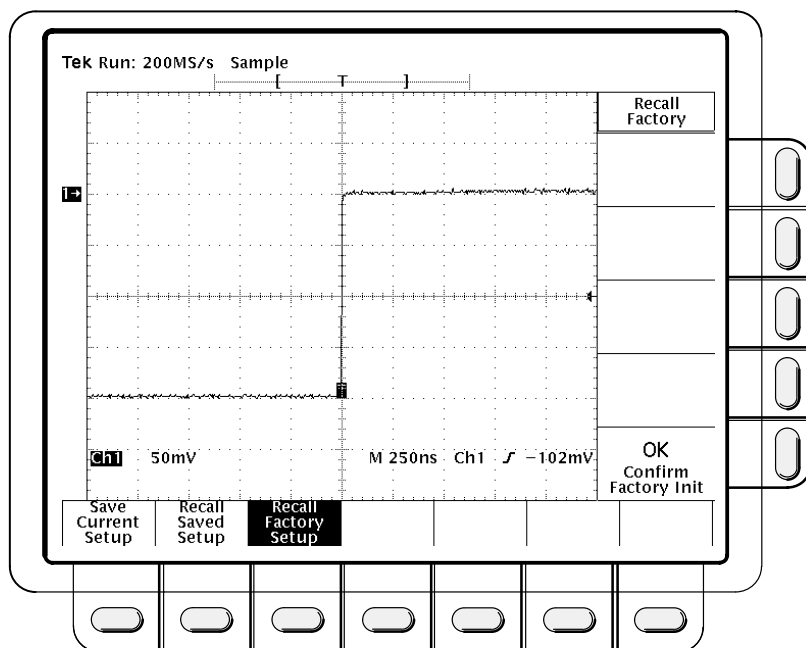 Tek Run: 200MS/s Sample
[ T ]
Recall
Factory
1→
Ch1 50mV M 250ns Ch1 ∫ −102mV
OK
Confirm
Factory Init
Save
Current
Setup
Recall
Saved
Setup
Recall
Factory
Setup